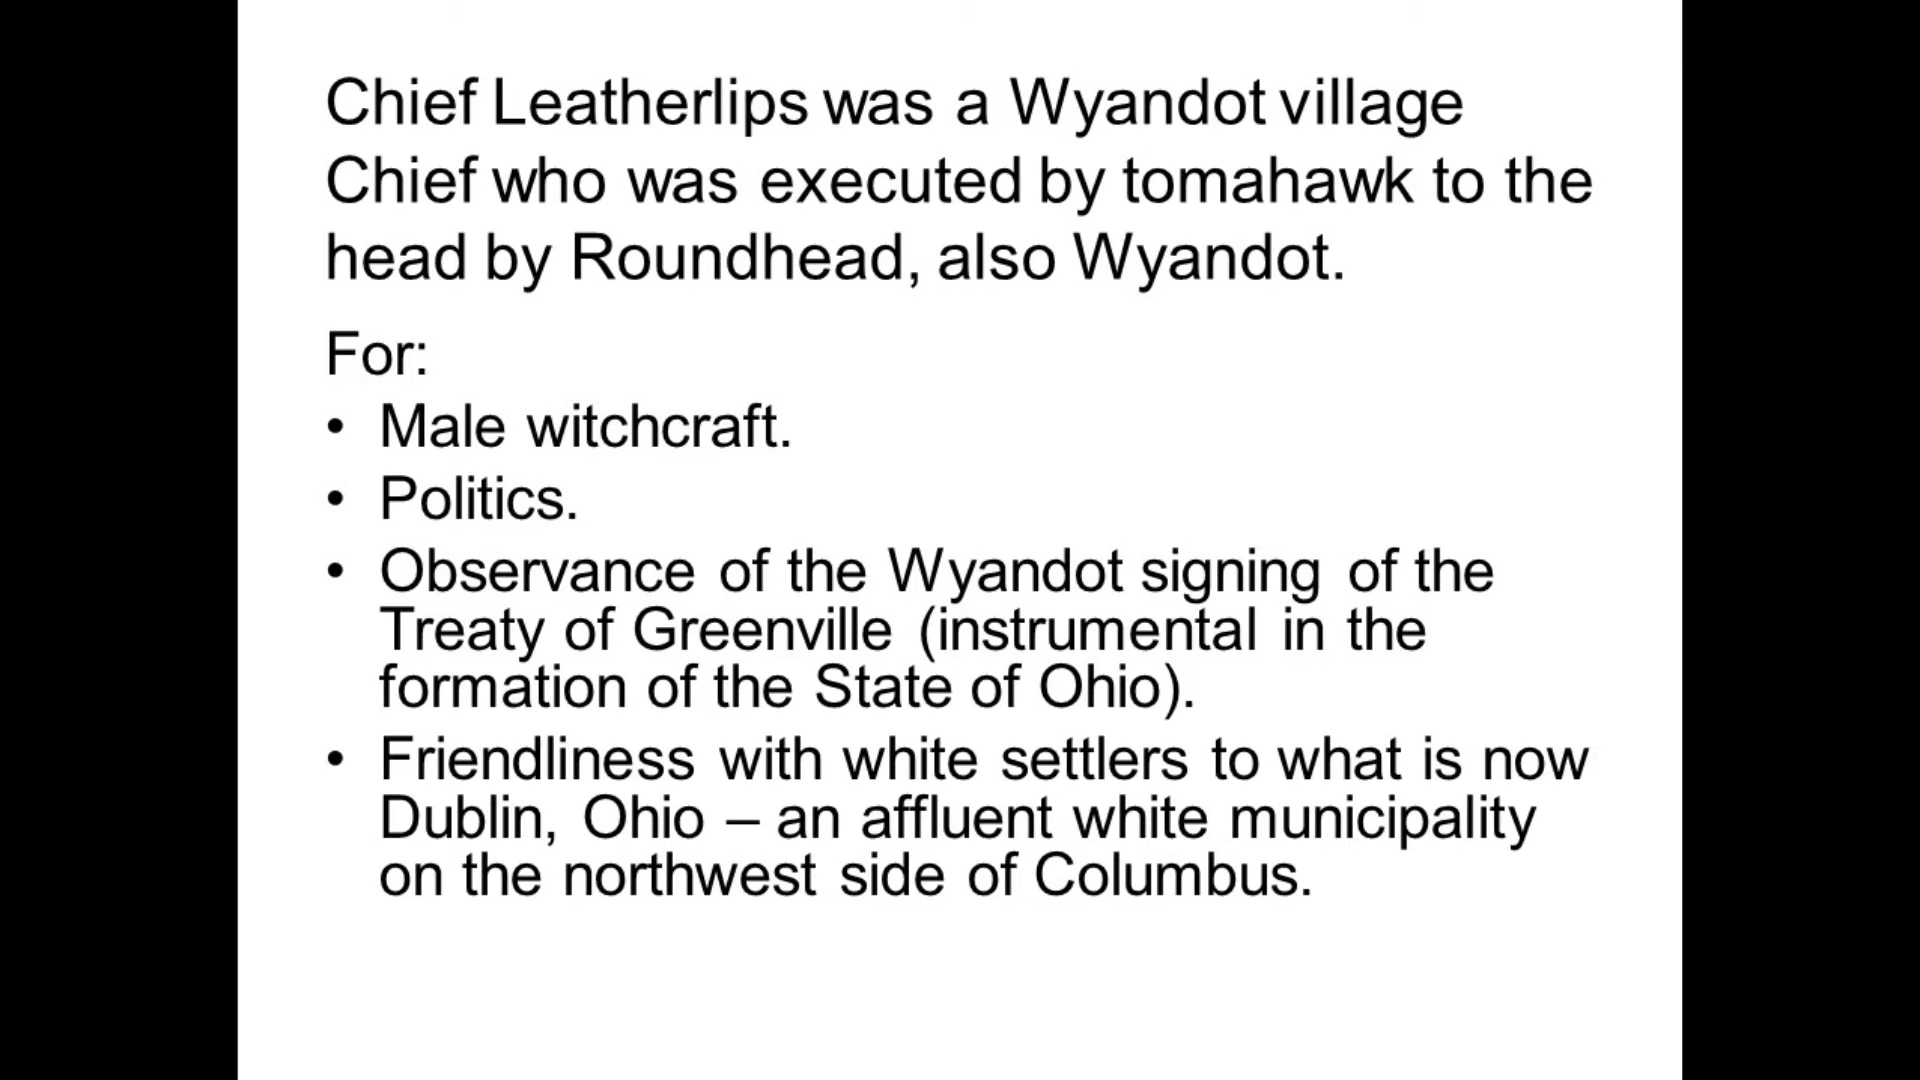 Chief Leatherlips was a Wyandot village
Chief who was executed by tomahawk to the
head by Roundhead, also Wyandot.
For:
• Male witchcraft.
• Politics.
• Observance of the Wyandot signing of the
Treaty of Greenville (instrumental in the
formation of the State of Ohio).
• Friendliness with white settlers to what is now
Dublin, Ohio – an affluent white municipality
on the northwest side of Columbus.